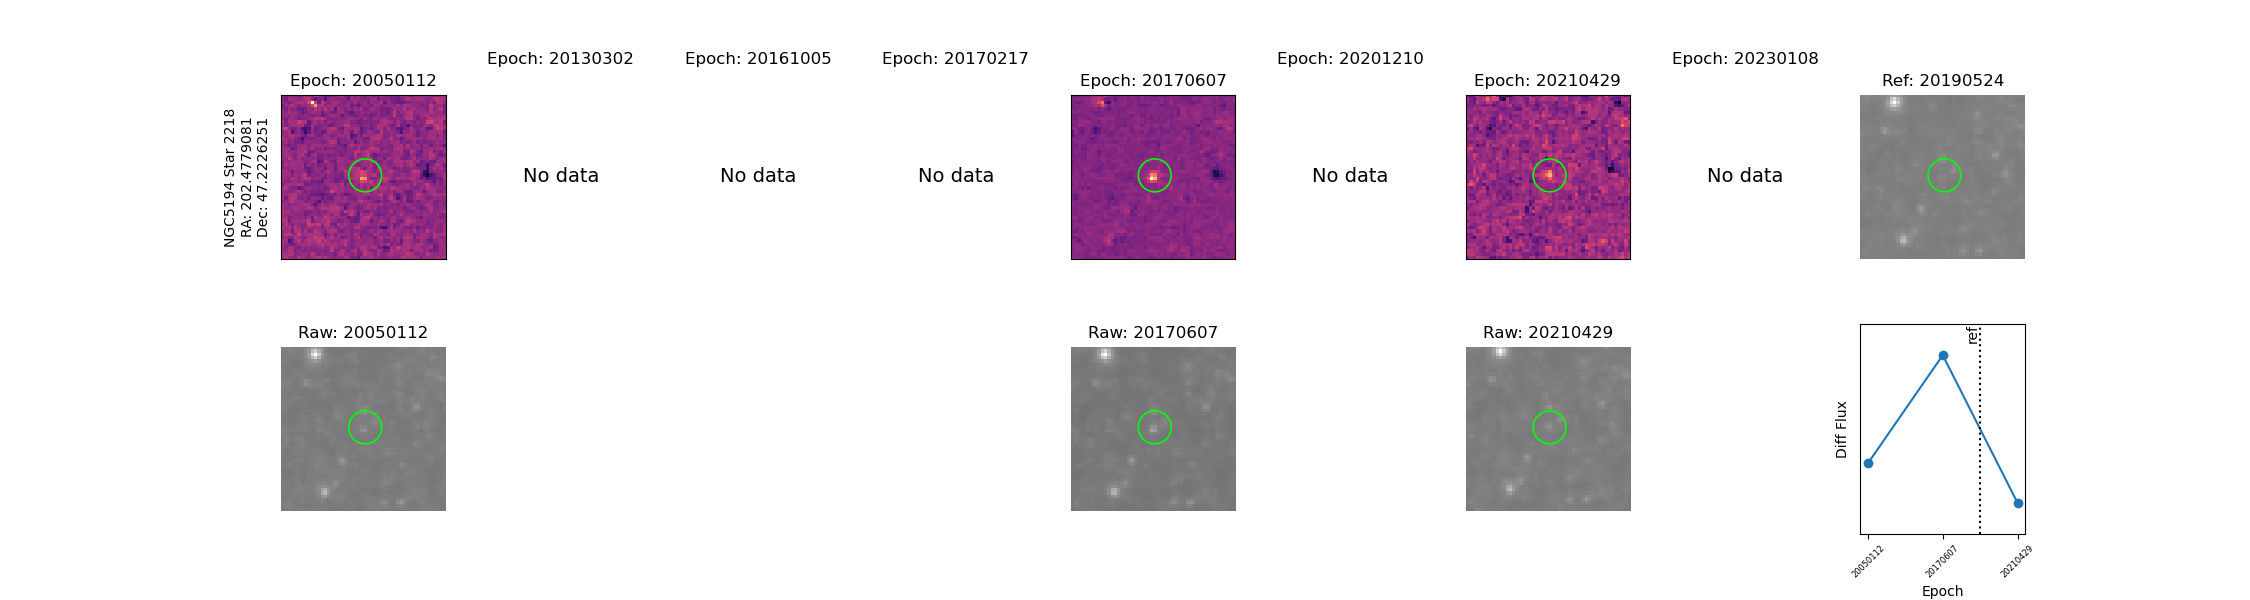 Epoch: 20130302
Epoch: 20161005
Epoch: 20170217
Epoch: 20201210
Epoch: 20230108
Epoch: 20050112
Epoch: 20170607
Epoch: 20210429
Ref: 20190524
NGC5194 Star 2218
RA: 202.4779081
Dec: 47.2226251
No data
No data
No data
No data
No data
Raw: 20050112
Raw: 20170607
Raw: 20210429
ref
Diff Flux
20050112
20170607
20210429
Epoch